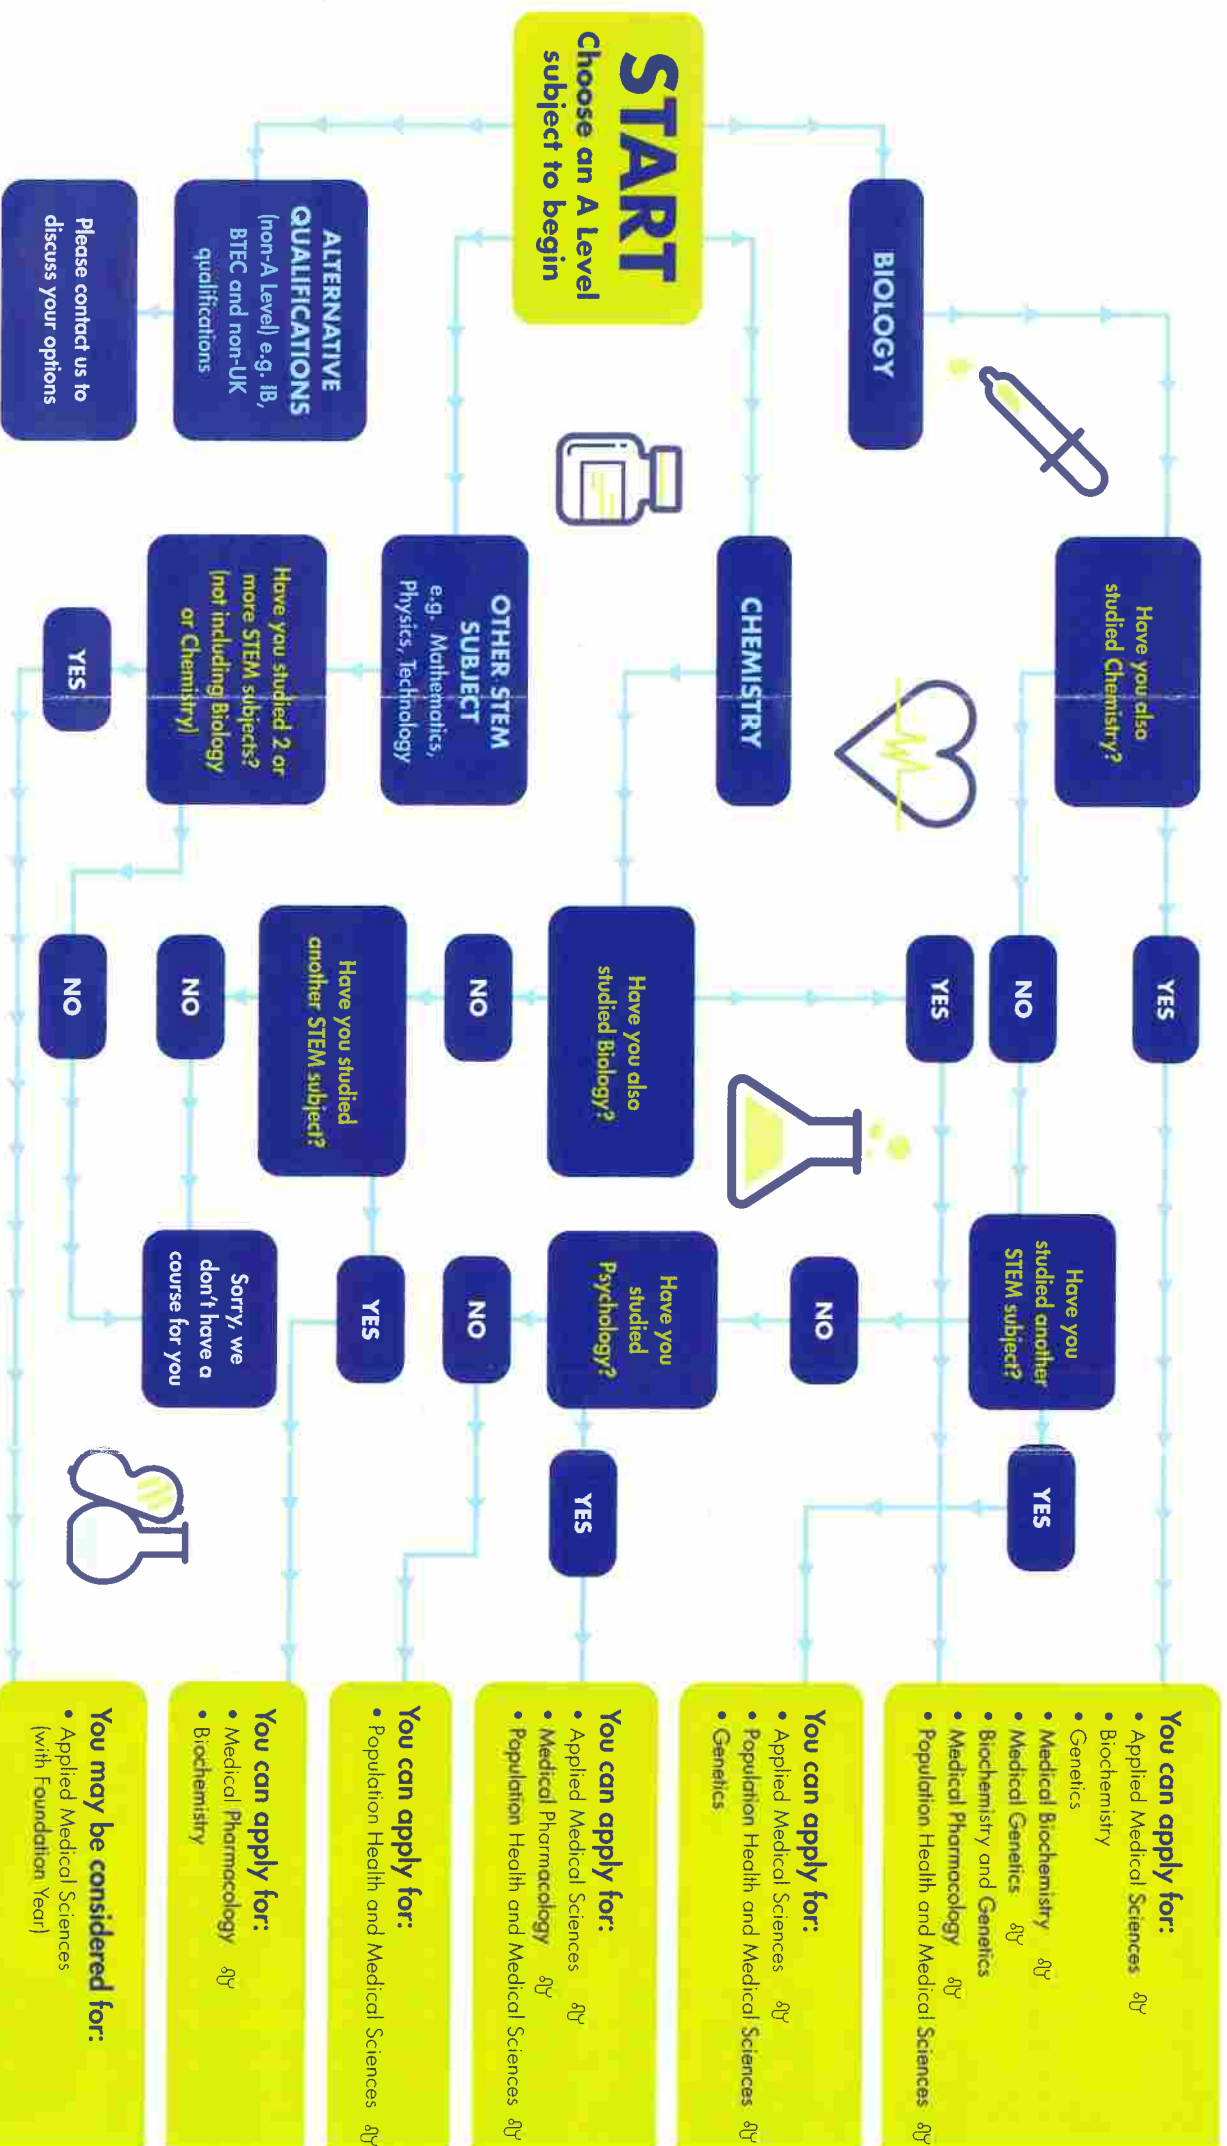 START
Choose an A Level
subject to begin
BIOLOGY
Have you also
studied Chemistry?
YES
NO
YES
Have you
studied another
STEM subject?
YES
NO
CHEMISTRY
Have you also
studied Biology?
NO
Have you
studied
Psychology?
YES
NO
OTHER STEM
SUBJECT
e.g. Mathematics,
Physics, Technology
Have you studied
another STEM subject?
YES
NO
ALTERNATIVE
QUALIFICATIONS
(non-A Level) e.g. IB,
BTEC and non-UK
qualifications
Please contact us to
discuss your options
Have you studied 2 or
more STEM subjects?
(not including Biology
or Chemistry)
YES
NO
Sorry, we
don't have a
course for you
You can apply for:
• Applied Medical Sciences
• Biochemistry
• Genetics
• Medical Biochemistry
• Medical Genetics
• Biochemistry and Genetics
• Medical Pharmacology
• Population Health and Medical Sciences
You can apply for:
• Applied Medical Sciences
• Population Health and Medical Sciences
• Genetics
You can apply for:
• Applied Medical Sciences
• Medical Pharmacology
• Population Health and Medical Sciences
You can apply for:
• Population Health and Medical Sciences
You can apply for:
• Medical Pharmacology
• Biochemistry
You may be considered for:
• Applied Medical Sciences
(with Foundation Year)